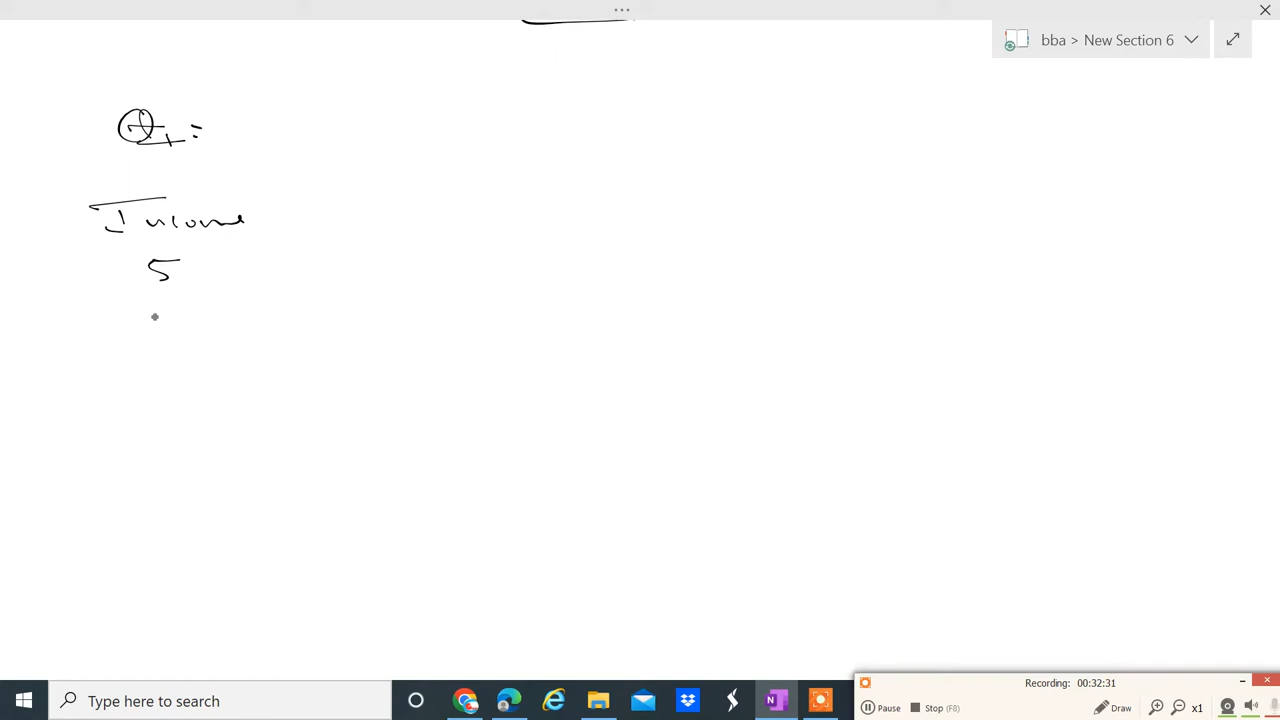 bba > New Section 6
Income
5
Type here to search
Recording: 00:32:31
Pause Stop (F8) Draw x1